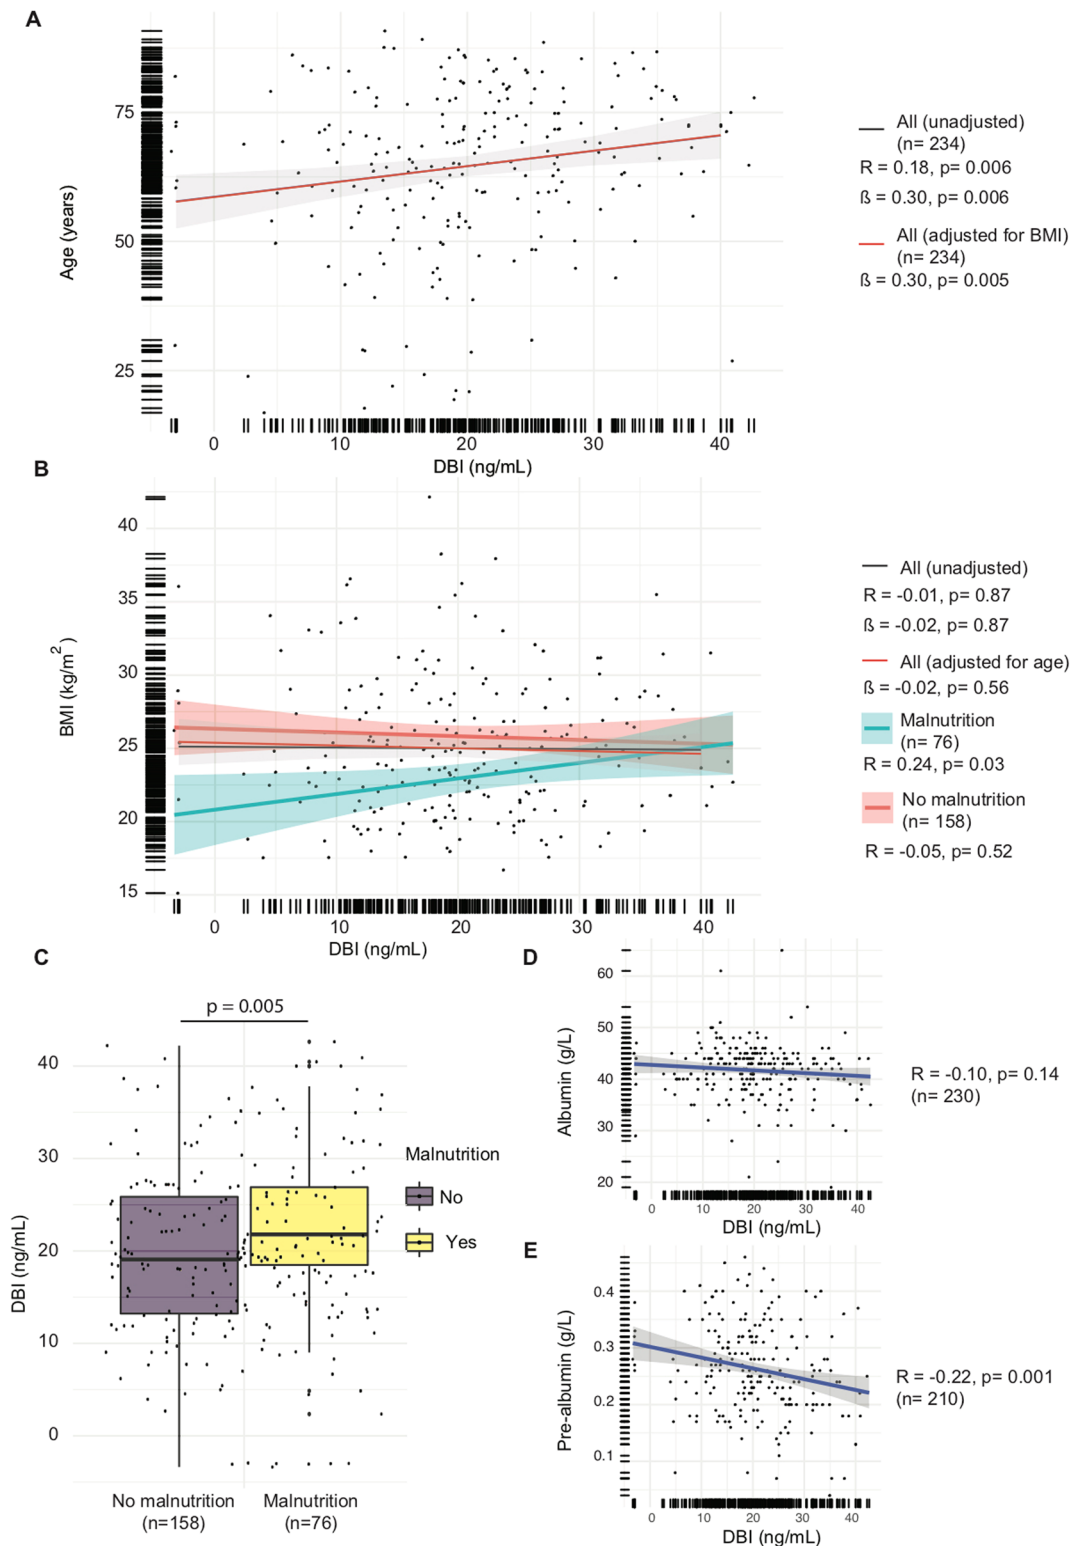 A
75
50
25
Age (years)
0
10
20
30
40
DBI (ng/mL)
All (unadjusted)
(n= 234)
R = 0.18, p= 0.006
ß = 0.30, p= 0.006
All (adjusted for BMI)
(n= 234)
ß = 0.30, p= 0.005
B
40
35
30
25
20
15
BMI (kg/m²)
0
10
20
30
40
DBI (ng/mL)
All (unadjusted)
R = -0.01, p= 0.87
ß = -0.02, p= 0.87
All (adjusted for age)
ß = -0.02, p= 0.56
Malnutrition
(n= 76)
R = 0.24, p= 0.03
No malnutrition
(n= 158)
R = -0.05, p= 0.52
C
p = 0.005
40
30
20
10
0
DBI (ng/mL)
No malnutrition
(n=158)
Malnutrition
(n=76)
Malnutrition
No
Yes
D
60
50
40
30
20
Albumin (g/L)
0
10
20
30
40
DBI (ng/mL)
R = -0.10, p= 0.14
(n= 230)
E
0.4
0.3
0.2
0.1
Pre-albumin (g/L)
0
10
20
30
40
DBI (ng/mL)
R = -0.22, p= 0.001
(n= 210)